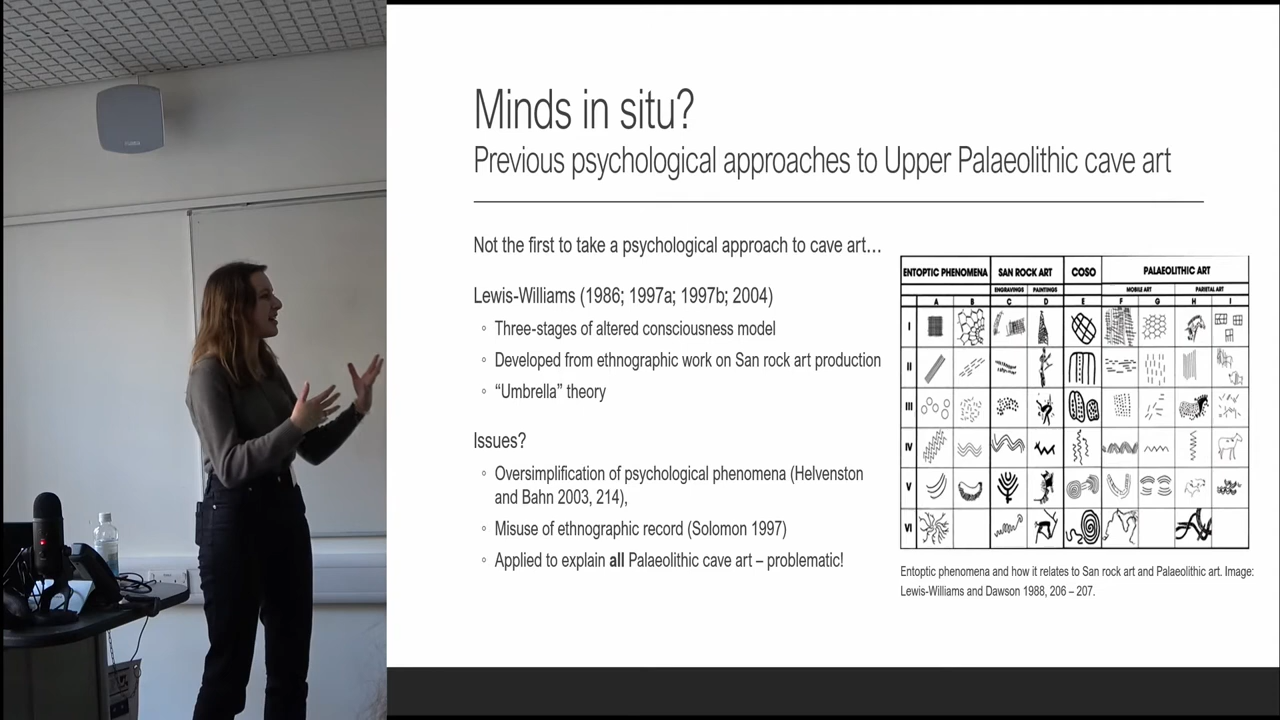 Minds in situ?
Previous psychological approaches to Upper Palaeolithic cave art
Not the first to take a psychological approach to cave art…
Lewis-Williams (1986; 1997a; 1997b; 2004)
◦ Three-stages of altered consciousness model
◦ Developed from ethnographic work on San rock art production
◦ “Umbrella” theory
Issues?
◦ Oversimplification of psychological phenomena (Helvenston
and Bahn 2003, 214),
◦ Misuse of ethnographic record (Solomon 1997)
◦ Applied to explain all Palaeolithic cave art – problematic!
ENTOPTIC PHENOMENA SAN ROCK ART COSO PALAEOLITHIC ART
ENGRAVINGS PAINTINGS MOBILE ART PARIETAL ART
A B C D E F G H I
I
II
III
IV
V
VI
Entoptic phenomena and how it relates to San rock art and Palaeolithic art. Image:
Lewis-Williams and Dawson 1988, 206 – 207.